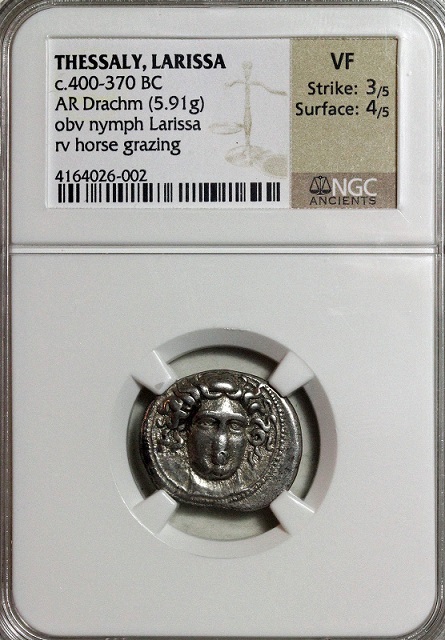 THESSALY, LARISSA
c.400-370 BC
AR Drachm (5.91g)
obv nymph Larissa
rv horse grazing
4164026-002
VF
Strike: 3/5
Surface: 4/5
NGC
ANCIENTS